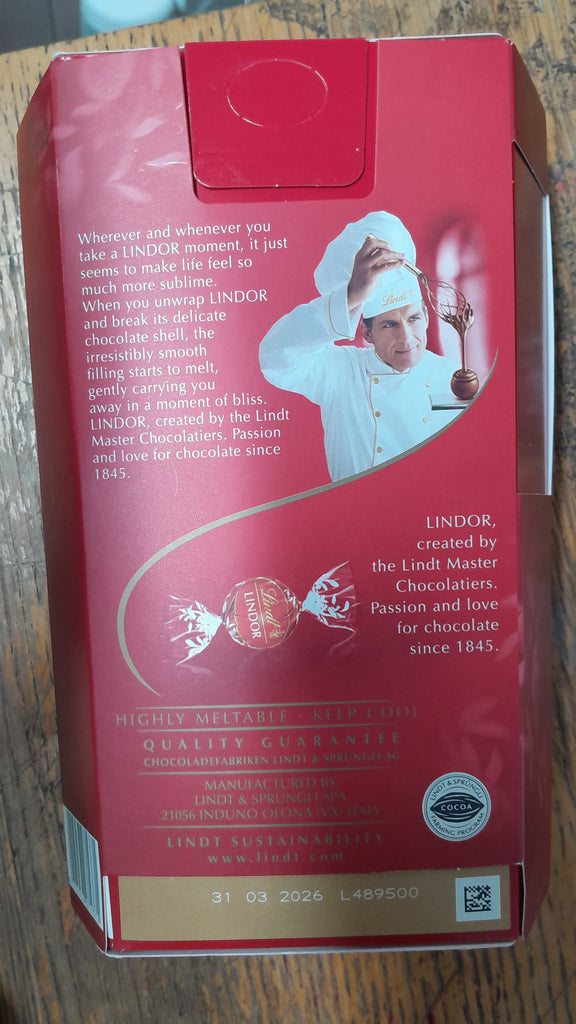 Wherever and whenever you
take a LINDOR moment, it just
seems to make life feel so
much more sublime.
When you unwrap LINDOR
and break its delicate
chocolate shell, the
irresistibly smooth
filling starts to melt,
gently carrying you
away in a moment of bliss.
LINDOR, created by the Lindt
Master Chocolatiers. Passion
and love for chocolate since
1845.
Lindt
LINDOR,
created by
the Lindt Master
Chocolatiers.
Passion and love
for chocolate
since 1845.
Lindt
LINDOR
HIGHLY MELTABLE · KEEP COOL
QUALITY GUARANTEE
CHOCOLADEFABRIKEN LINDT & SPRÜNGLI AG
MANUFACTURED BY
LINDT & SPRÜNGLI SPA
21056 INDUNO OLONA (VA) ITALY
LINDT SUSTAINABILITY
www.lindt.com
LINDT & SPRÜNGLI
COCOA
FARMING PROGRAM
31 03 2026 L489500